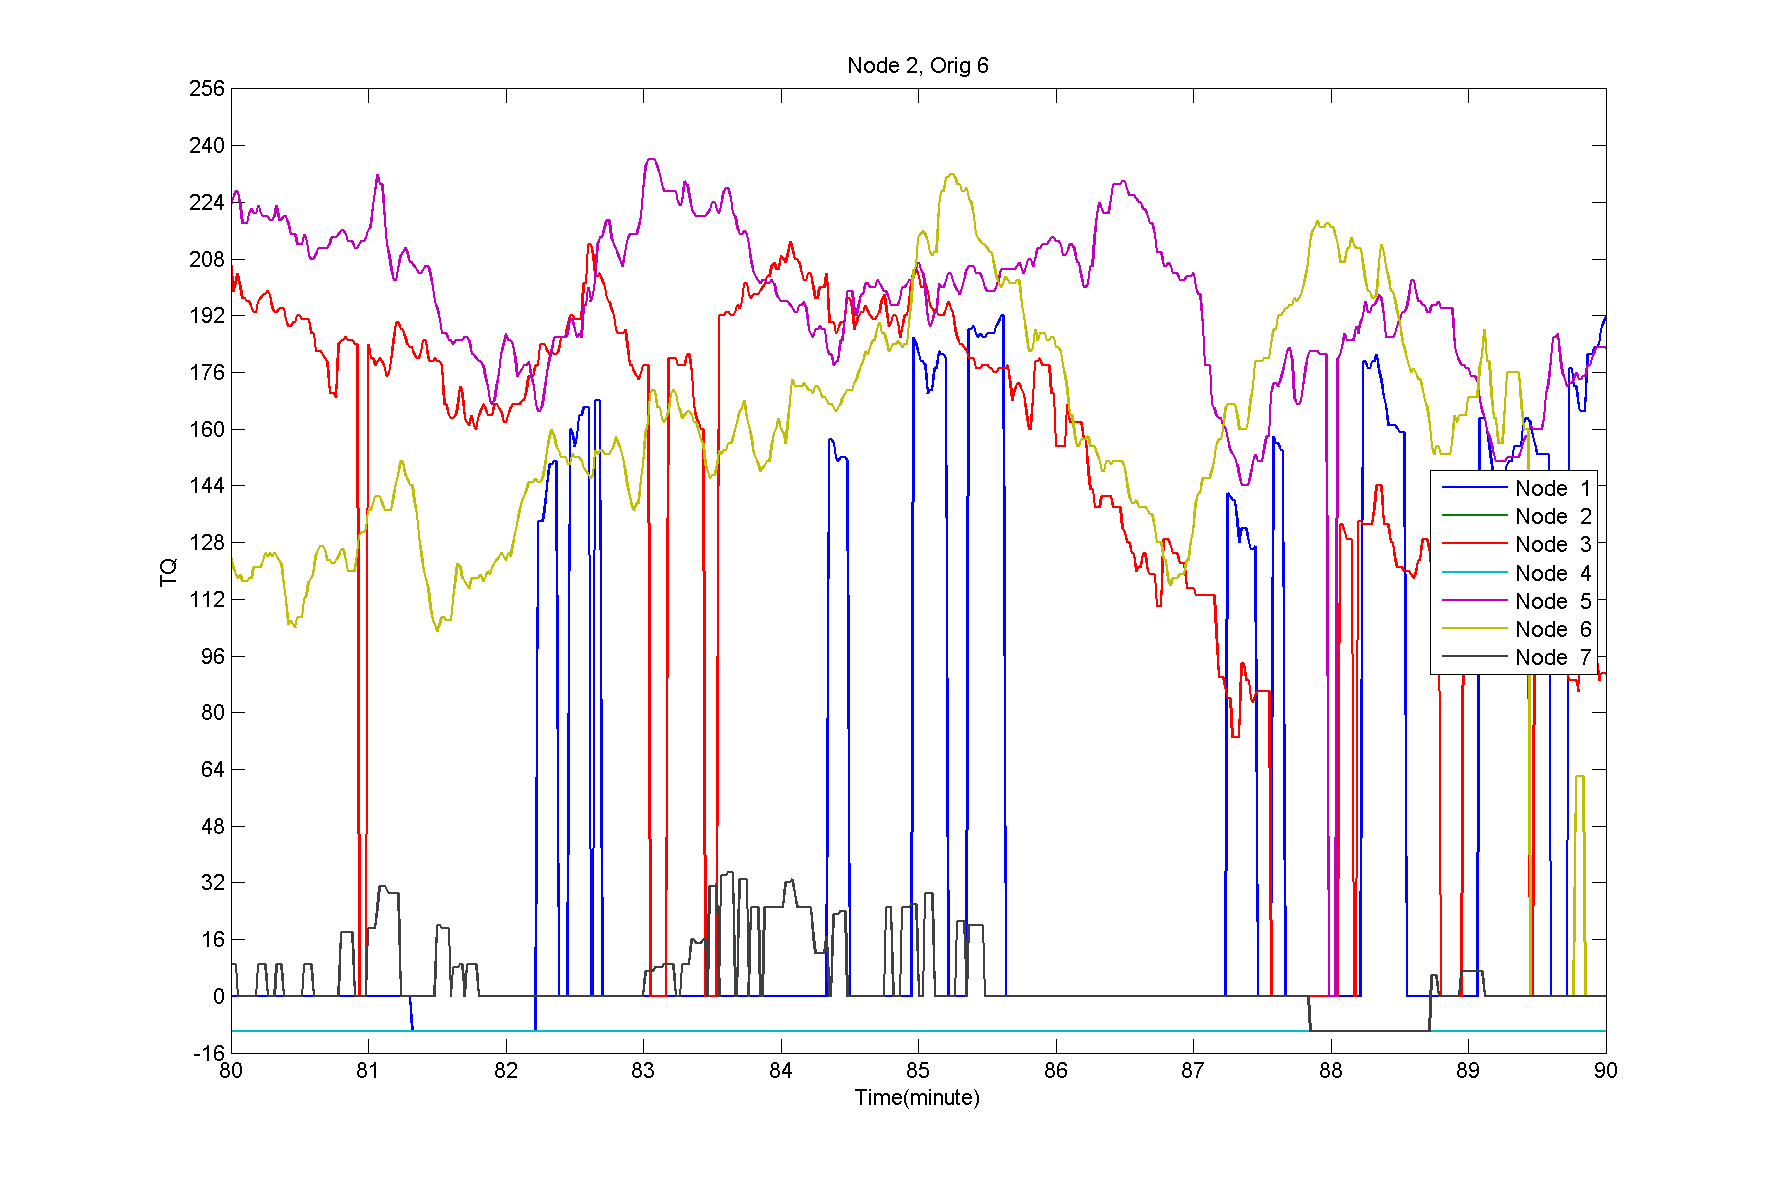 Node 2, Orig 6
256
240
224
208
192
176
160
144
128
112
96
80
64
48
32
16
0
-16
TQ
Node 1
Node 2
Node 3
Node 4
Node 5
Node 6
Node 7
80 81 82 83 84 85 86 87 88 89 90
Time(minute)